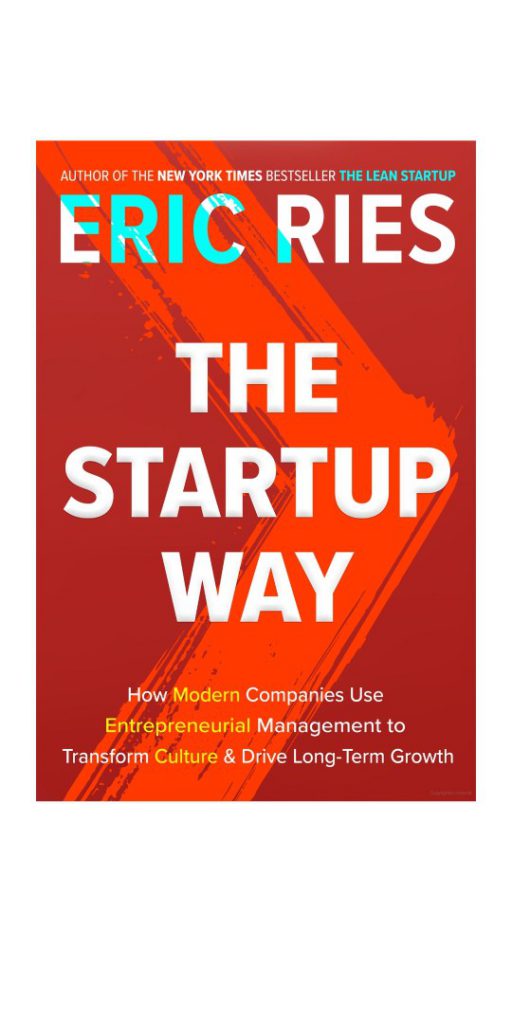 AUTHOR OF THE NEW YORK TIMES BESTSELLER THE LEAN STARTUP
ERIC RIES
THE
STARTUP
WAY
How Modern Companies Use
Entrepreneurial Management to
Transform Culture & Drive Long-Term Growth